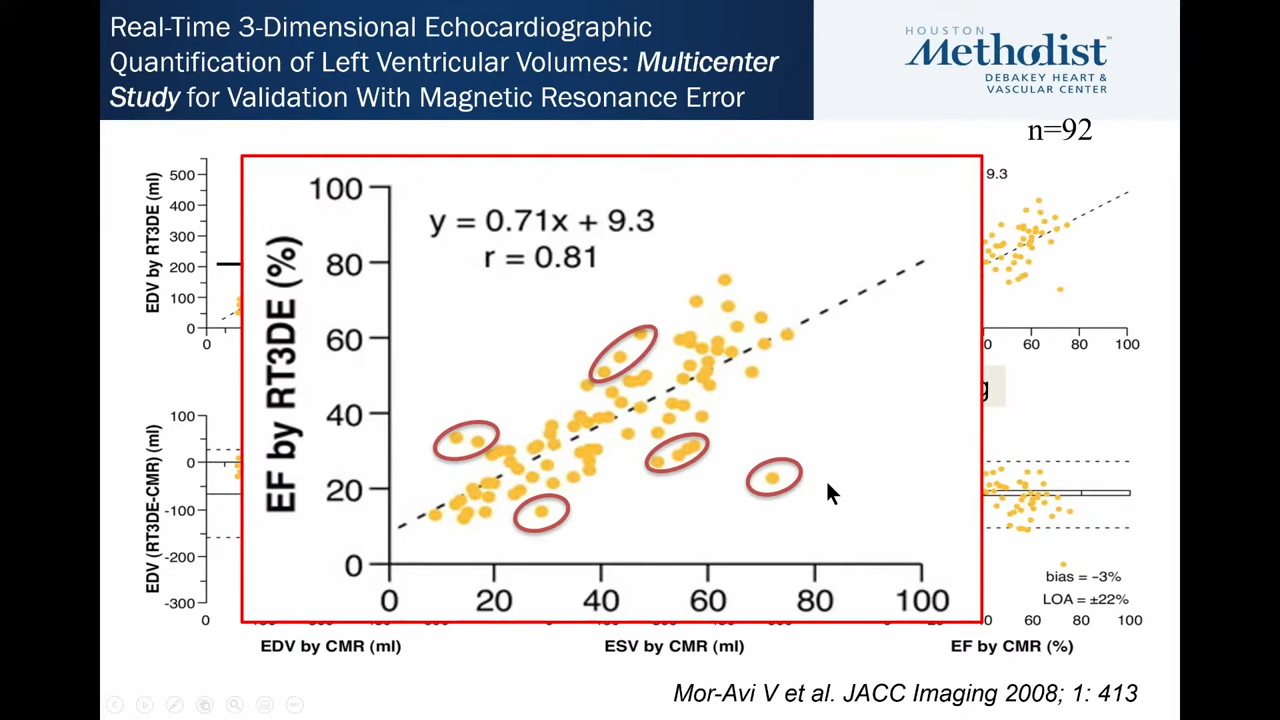 Real-Time 3-Dimensional Echocardiographic
Quantification of Left Ventricular Volumes: Multicenter
Study for Validation With Magnetic Resonance Error
HOUSTON
Methodist
DEBAKEY HEART &
VASCULAR CENTER
n=92
EDV by RT3DE (ml)
500
400
300
200
100
0
0
EF by RT3DE (%)
100
80
60
40
20
0
y = 0.71x + 9.3
r = 0.81
0 20 40 60 80 100
9.3
60 80 100
g
EDV (RT3DE-CMR) (ml)
100
0
-100
-200
-300
0
bias = -3%
LOA = ±22%
60 80 100
EDV by CMR (ml)
ESV by CMR (ml)
EF by CMR (%)
Mor-Avi V et al. JACC Imaging 2008; 1: 413